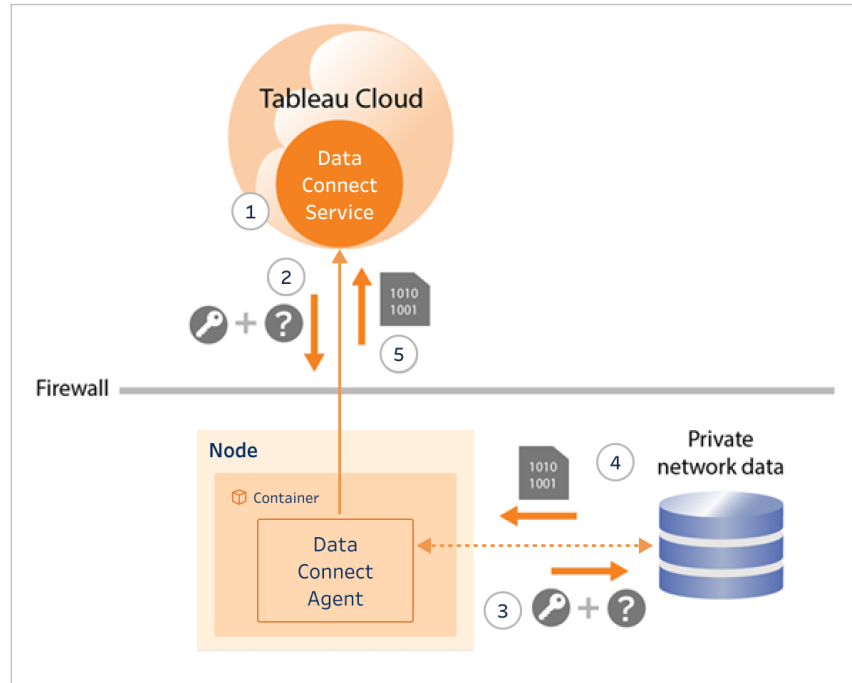 Tableau Cloud
Data
Connect
Service
1
2
+
?
1010
1001
5
Firewall
Node
Container
Data
Connect
Agent
1010
1001
4
Private
network data
3
+
?